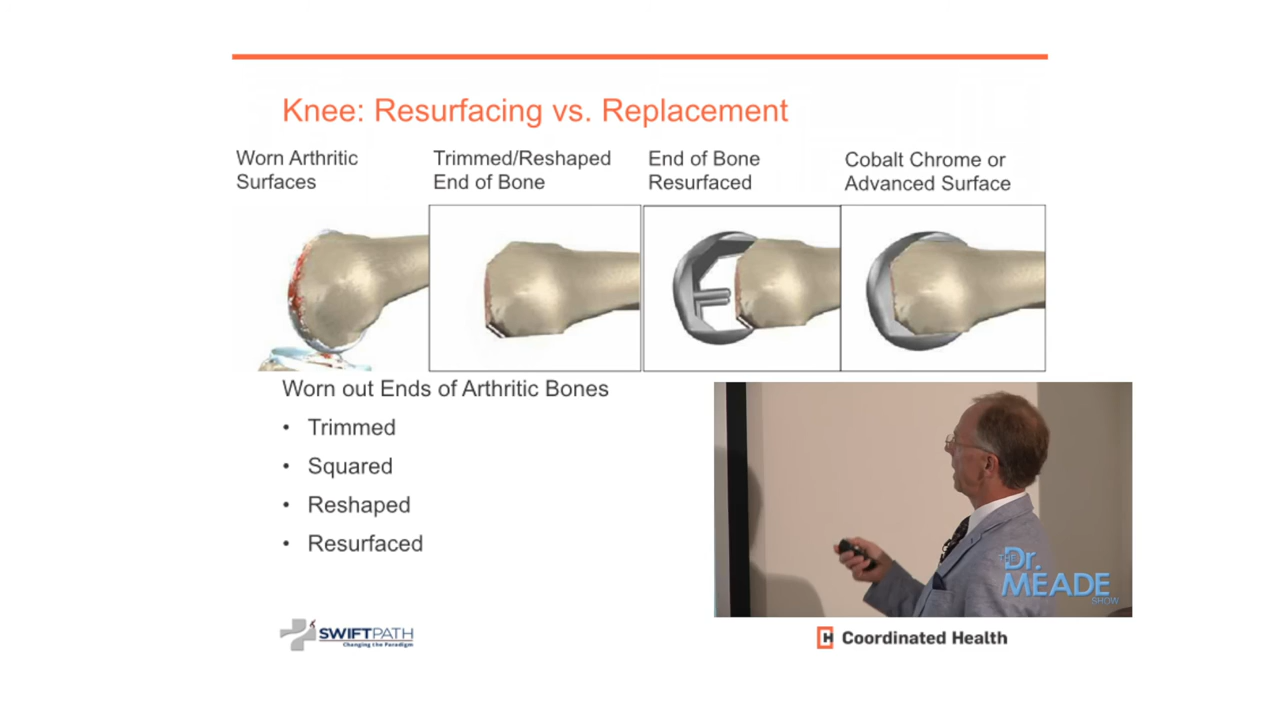 Knee: Resurfacing vs. Replacement
Worn Arthritic
Surfaces
Trimmed/Reshaped
End of Bone
End of Bone
Resurfaced
Cobalt Chrome or
Advanced Surface
Worn out Ends of Arthritic Bones
• Trimmed
• Squared
• Reshaped
• Resurfaced
THE Dr.
MEADE
SHOW
SWIFTPATH
Changing the Paradigm
H Coordinated Health